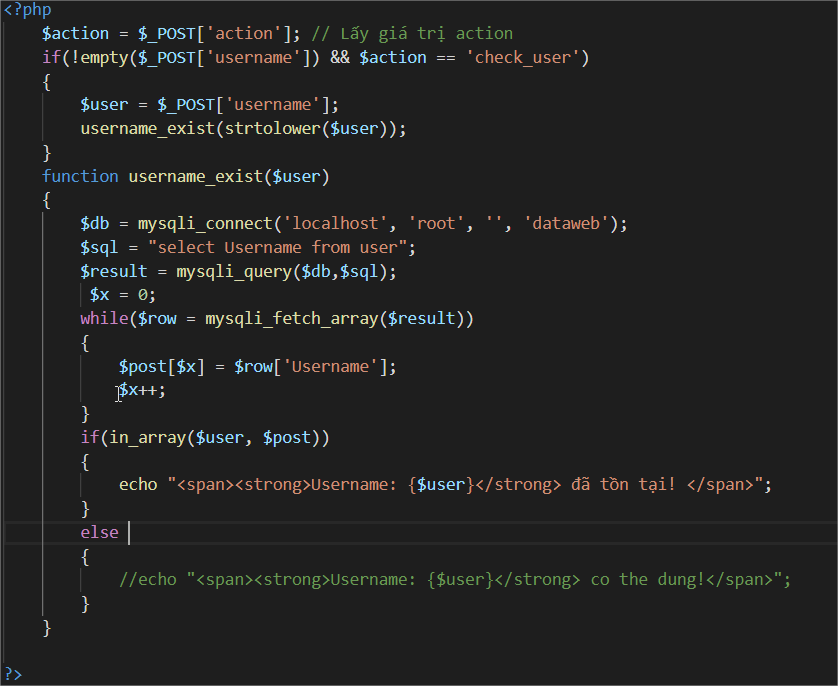 <?php
$action = $_POST['action']; // Lấy giá trị action
if(!empty($_POST['username']) && $action == 'check_user')
{
$user = $_POST['username'];
username_exist(strtolower($user));
}
function username_exist($user)
{
$db = mysqli_connect('localhost', 'root', '', 'dataweb');
$sql = "select Username from user";
$result = mysqli_query($db,$sql);
$x = 0;
while($row = mysqli_fetch_array($result))
{
$post[$x] = $row['Username'];
$x++;
}
if(in_array($user, $post))
{
echo "<span><strong>Username: {$user}</strong> đã tồn tại! </span>";
}
else
{
//echo "<span><strong>Username: {$user}</strong> co the dung!</span>";
}
}
?>